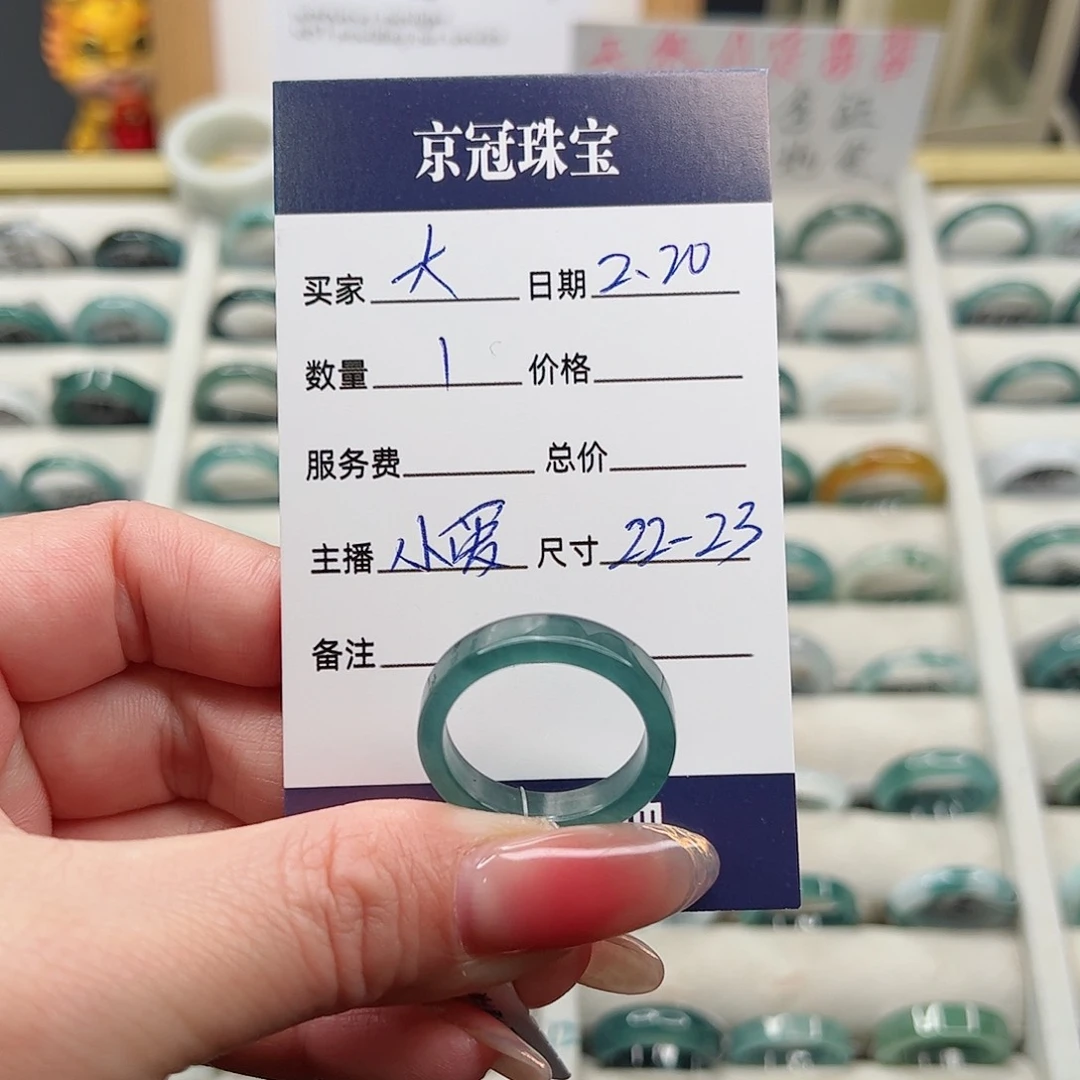 京冠珠宝
买家 大 日期 2.20
数量 1 价格
服务费 总价
主播 小爱 尺寸 22-23
备注